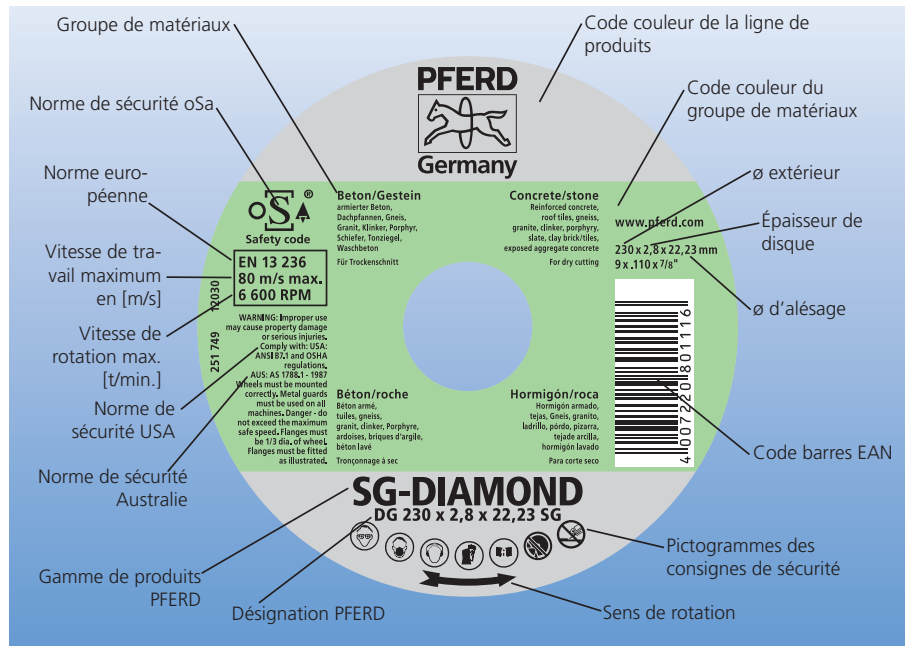 Groupe de matériaux
Code couleur de la ligne de
produits
Norme de sécurité oSa
Code couleur du
groupe de matériaux
Norme euro-
péenne
ø extérieur
Épaisseur de
disque
Vitesse de tra-
vail maximum
en [m/s]
ø d'alésage
Vitesse de
rotation max.
[t/min.]
Norme de
sécurité USA
Code barres EAN
Norme de sécurité
Australie
Gamme de produits
PFERD
Désignation PFERD
Pictogrammes des
consignes de sécurité
Sens de rotation
PFERD
Germany
oSa ®
Safety code
EN 13 236
80 m/s max.
6 600 RPM
12030
251 749
WARNING: Improper use
may cause property damage
or serious injuries.
Comply with: USA:
ANSI B7.1 and OSHA
regulations.
AUS: AS 1788.1 - 1987
Wheels must be mounted
correctly. Metal guards
must be used on all
machines. Danger - do
not exceed the maximum
safe speed. Flanges must
be 1/3 dia. of wheel.
Flanges must be fitted
as illustrated.
Beton/Gestein
armierter Beton,
Dachpfannen, Gneis,
Granit, Klinker, Porphyr,
Schiefer, Tonziegel,
Waschbeton
Für Trockenschnitt
Concrete/stone
Reinforced concrete,
roof tiles, gneiss,
granite, clinker, porphyry,
slate, clay brick/tiles,
exposed aggregate concrete
For dry cutting
www.pferd.com
230 x 2,8 x 22,23 mm
9 x .110 x 7/8"
4 007220 801116
Béton/roche
Béton armé,
tuiles, gneiss,
granit, clinker, Porphyre,
ardoises, briques d'argile,
béton lavé
Tronçonnage à sec
Hormigón/roca
Hormigón armado,
tejas, Gneis, granito,
ladrillo, pórdo, pizarra,
tejade arcilla,
hormigón lavado
Para corte seco
SG-DIAMOND
DG 230 x 2,8 x 22,23 SG